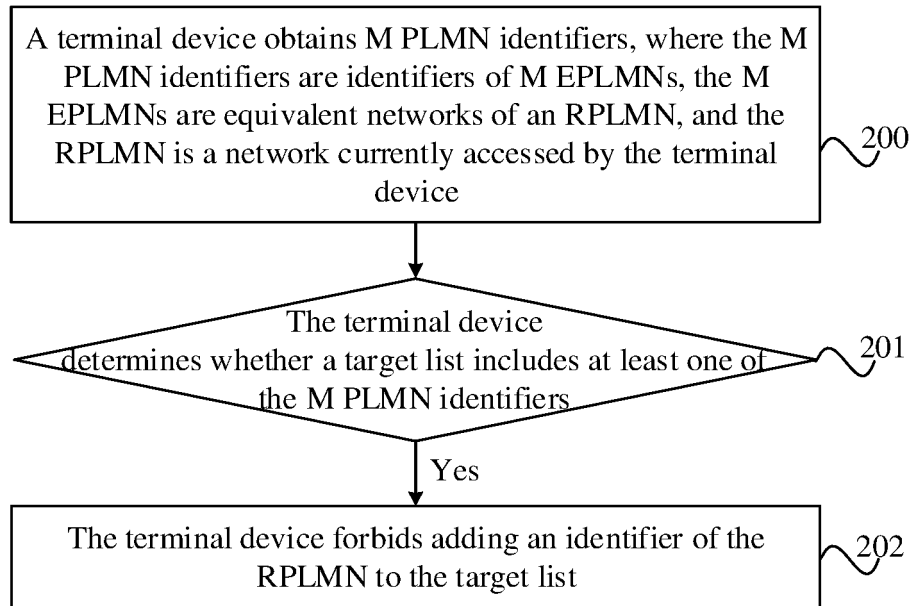 A terminal device obtains M PLMN identifiers, where the M
PLMN identifiers are identifiers of M EPLMNs, the M
EPLMNs are equivalent networks of an RPLMN, and the
RPLMN is a network currently accessed by the terminal
device
200
The terminal device
determines whether a target list includes at least one of
the M PLMN identifiers
201
Yes
The terminal device forbids adding an identifier of the
RPLMN to the target list
202